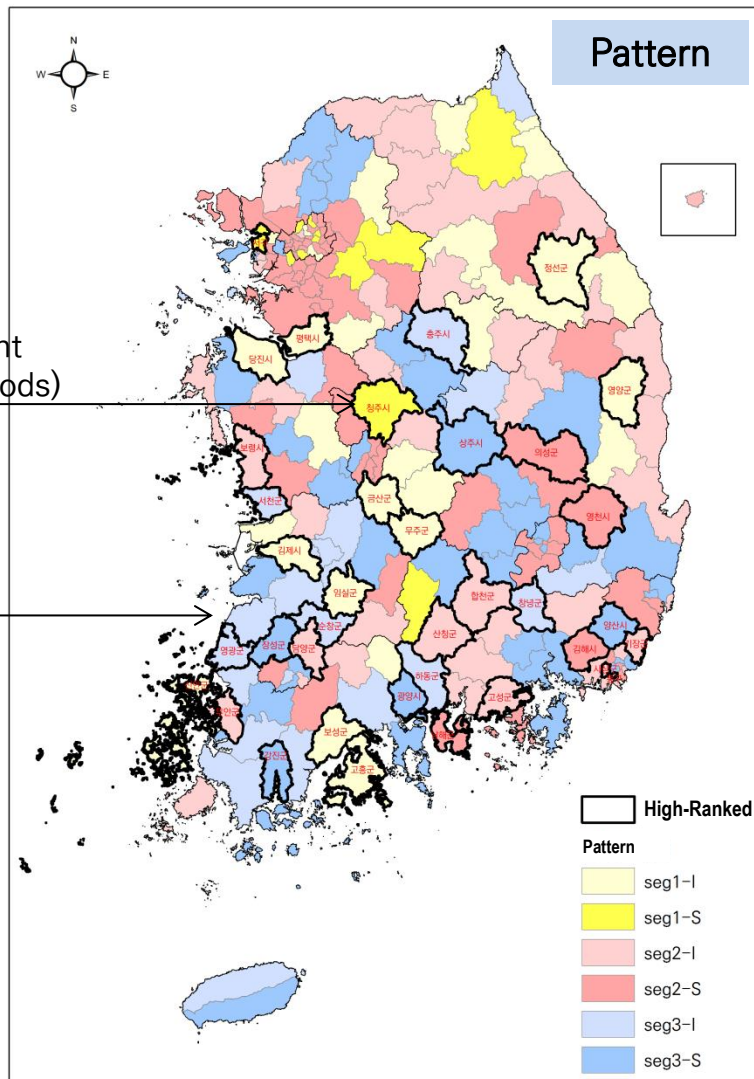 Pattern
N
W E
S
정선군
충주시
평택시
당진시
영양군
nt
ods)
청주시
상주시
의성군
보령시
금산군
서천군
영천시
무주군
김제시
임실군
합천군
창녕군
순창군
양산시
산청군
장성군
담양군
영광군
김해시
기장군
하동군
광양시
고성군
보성군
강진군
고흥군
High-Ranked
Pattern
seg1-I
seg1-S
seg2-I
seg2-S
seg3-I
seg3-S